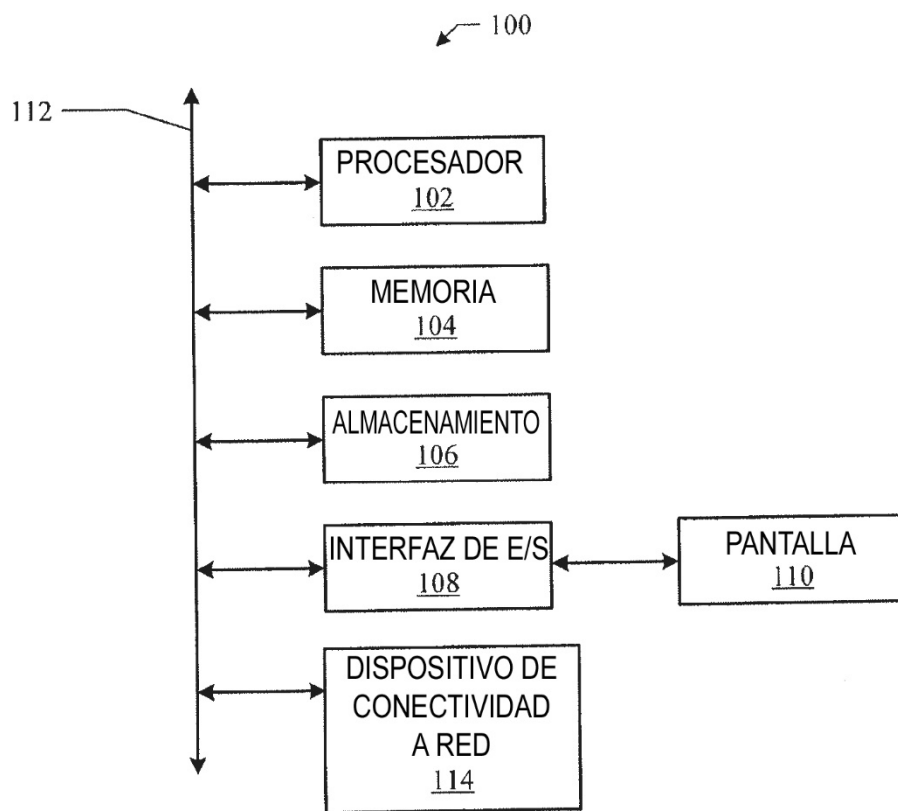 100
112
PROCESADOR
102
MEMORIA
104
ALMACENAMIENTO
106
INTERFAZ DE E/S
108
PANTALLA
110
DISPOSITIVO DE
CONECTIVIDAD
A RED
114